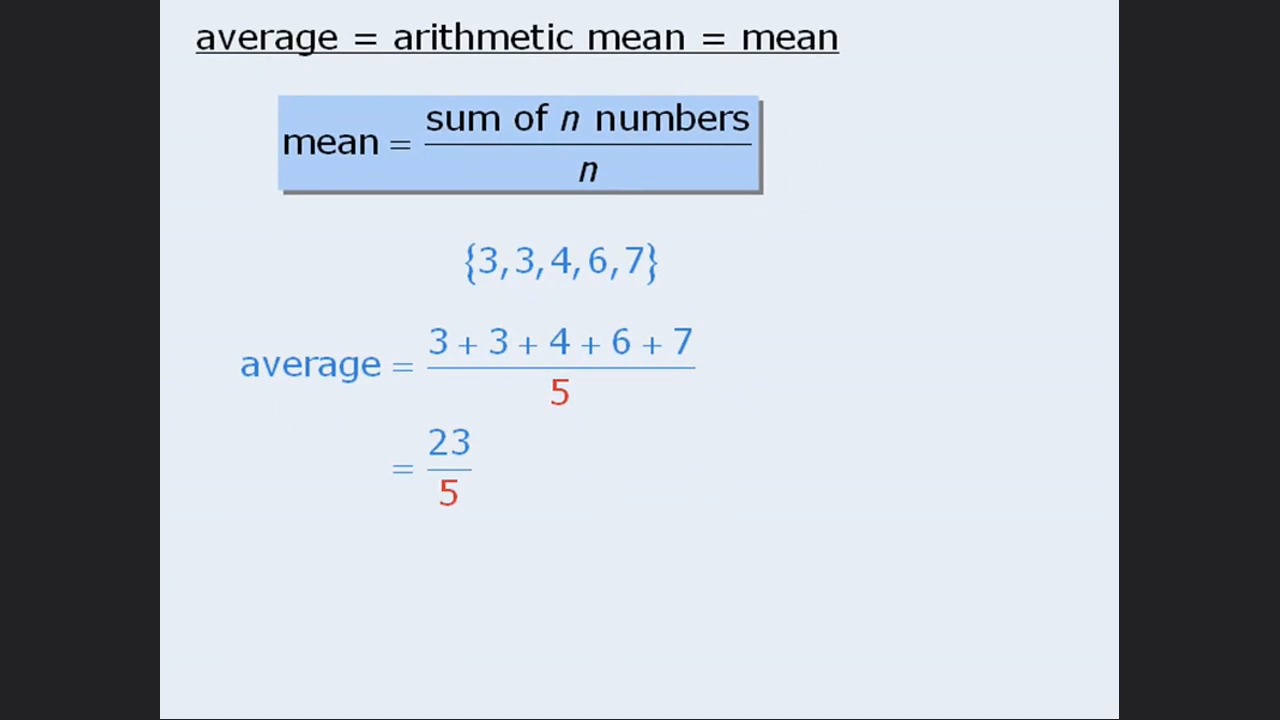 average = arithmetic mean = mean
mean = sum of n numbers / n
{3, 3, 4, 6, 7}
average = 3 + 3 + 4 + 6 + 7 / 5
= 23 / 5